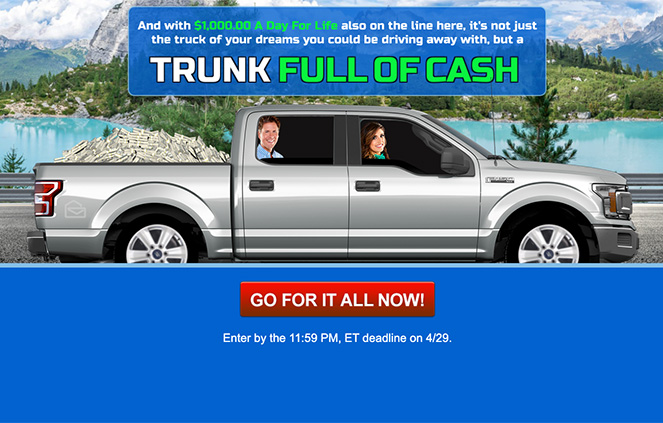 And with $1,000.00 A Day For Life also on the line here, it's not just
the truck of your dreams you could be driving away with, but a
TRUNK FULL OF CASH
GO FOR IT ALL NOW!
Enter by the 11:59 PM, ET deadline on 4/29.